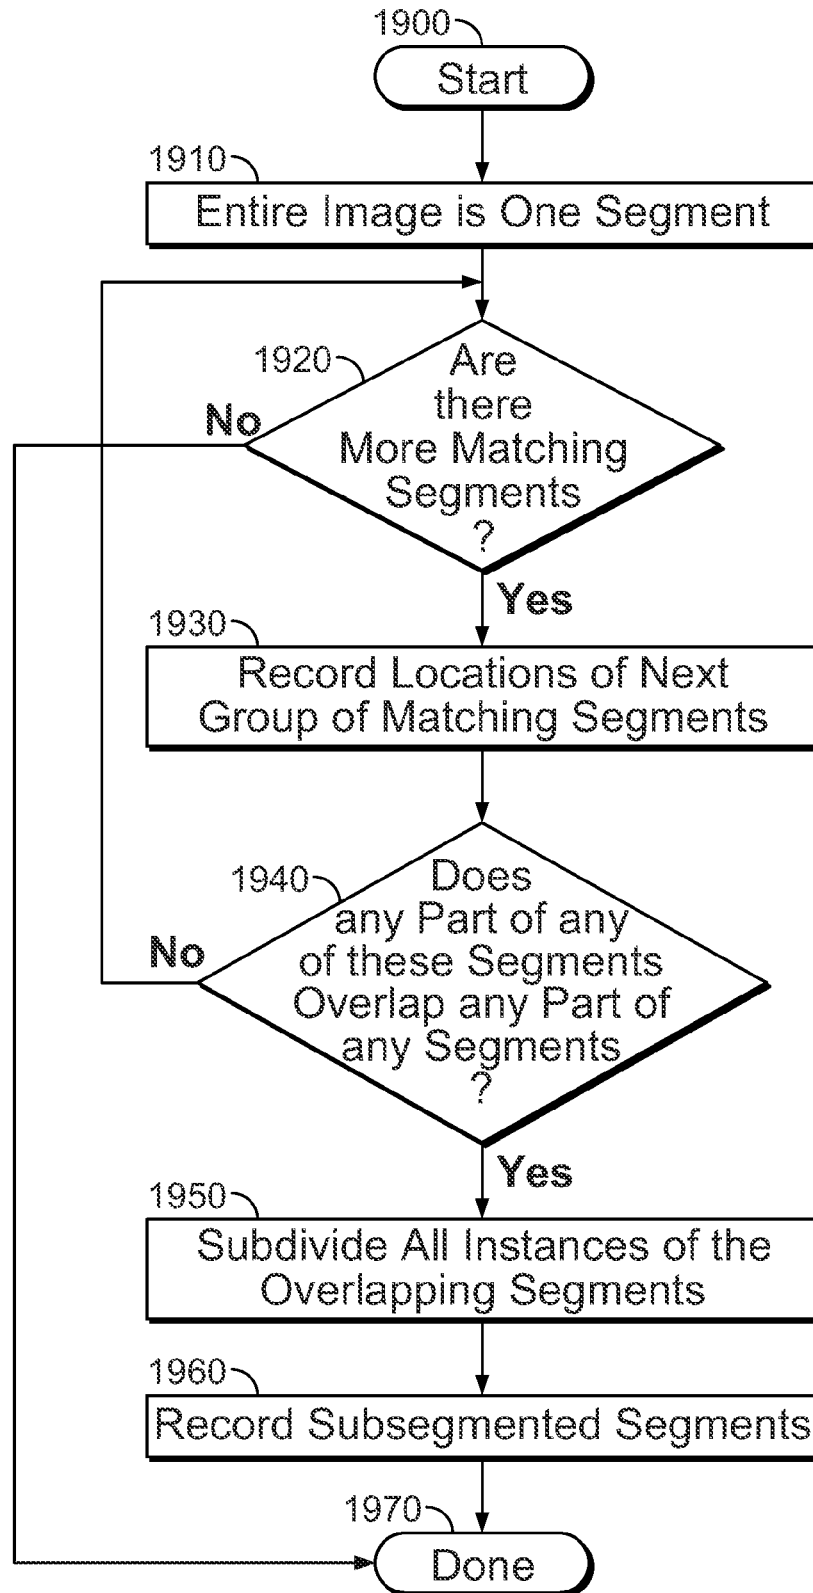 1900
Start
1910
Entire Image is One Segment
1920
Are
there
More Matching
Segments
?
No
Yes
1930
Record Locations of Next
Group of Matching Segments
1940
Does
any Part of any
of these Segments
Overlap any Part of
any Segments
?
No
Yes
1950
Subdivide All Instances of the
Overlapping Segments
1960
Record Subsegmented Segments
1970
Done